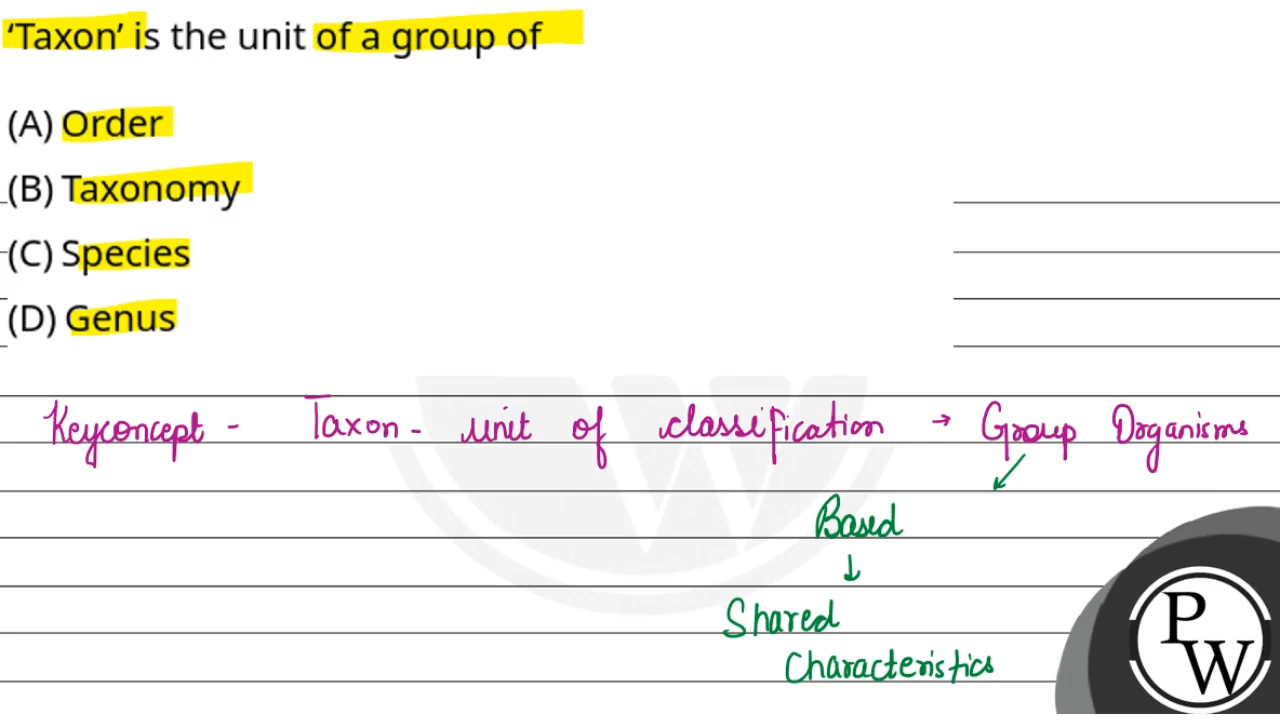 ‘Taxon’ is the unit of a group of
(A) Order
(B) Taxonomy
(C) Species
(D) Genus
Keyconcept - Taxon - unit of classification → Group Organisms
Based
↓
Shared
Characteristics
P
W